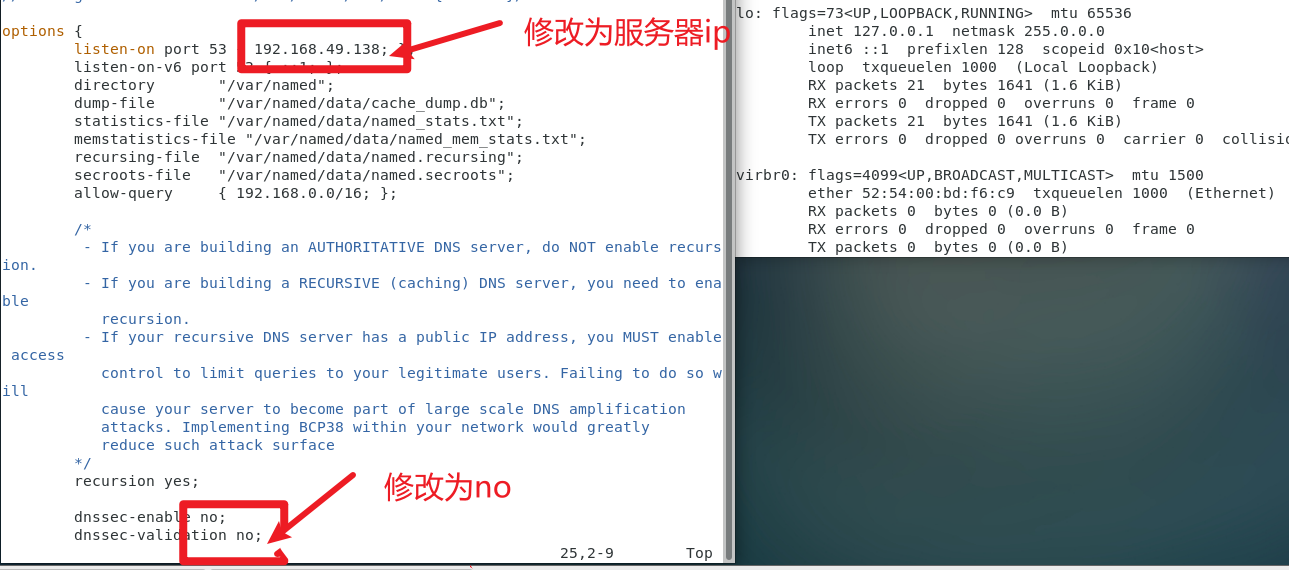 options {
listen-on port 53 { 192.168.49.138; };
修改为服务器ip
listen-on-v6 port 53 { ::1; };
directory "/var/named";
dump-file "/var/named/data/cache_dump.db";
statistics-file "/var/named/data/named_stats.txt";
memstatistics-file "/var/named/data/named_mem_stats.txt";
recursing-file "/var/named/data/named.recursing";
secroots-file "/var/named/data/named.secroots";
allow-query { 192.168.0.0/16; };
/*
- If you are building an AUTHORITATIVE DNS server, do NOT enable recurs
ion.
- If you are building a RECURSIVE (caching) DNS server, you need to ena
ble
recursion.
- If your recursive DNS server has a public IP address, you MUST enable
access
control to limit queries to your legitimate users. Failing to do so w
ill
cause your server to become part of large scale DNS amplification
attacks. Implementing BCP38 within your network would greatly
reduce such attack surface
*/
recursion yes;
修改为no
dnssec-enable no;
dnssec-validation no;
25,2-9 Top
lo: flags=73<UP,LOOPBACK,RUNNING> mtu 65536
inet 127.0.0.1 netmask 255.0.0.0
inet6 ::1 prefixlen 128 scopeid 0x10<host>
loop txqueuelen 1000 (Local Loopback)
RX packets 21 bytes 1641 (1.6 KiB)
RX errors 0 dropped 0 overruns 0 frame 0
TX packets 21 bytes 1641 (1.6 KiB)
TX errors 0 dropped 0 overruns 0 carrier 0 collisio
virbr0: flags=4099<UP,BROADCAST,MULTICAST> mtu 1500
ether 52:54:00:bd:f6:c9 txqueuelen 1000 (Ethernet)
RX packets 0 bytes 0 (0.0 B)
RX errors 0 dropped 0 overruns 0 frame 0
TX packets 0 bytes 0 (0.0 B)